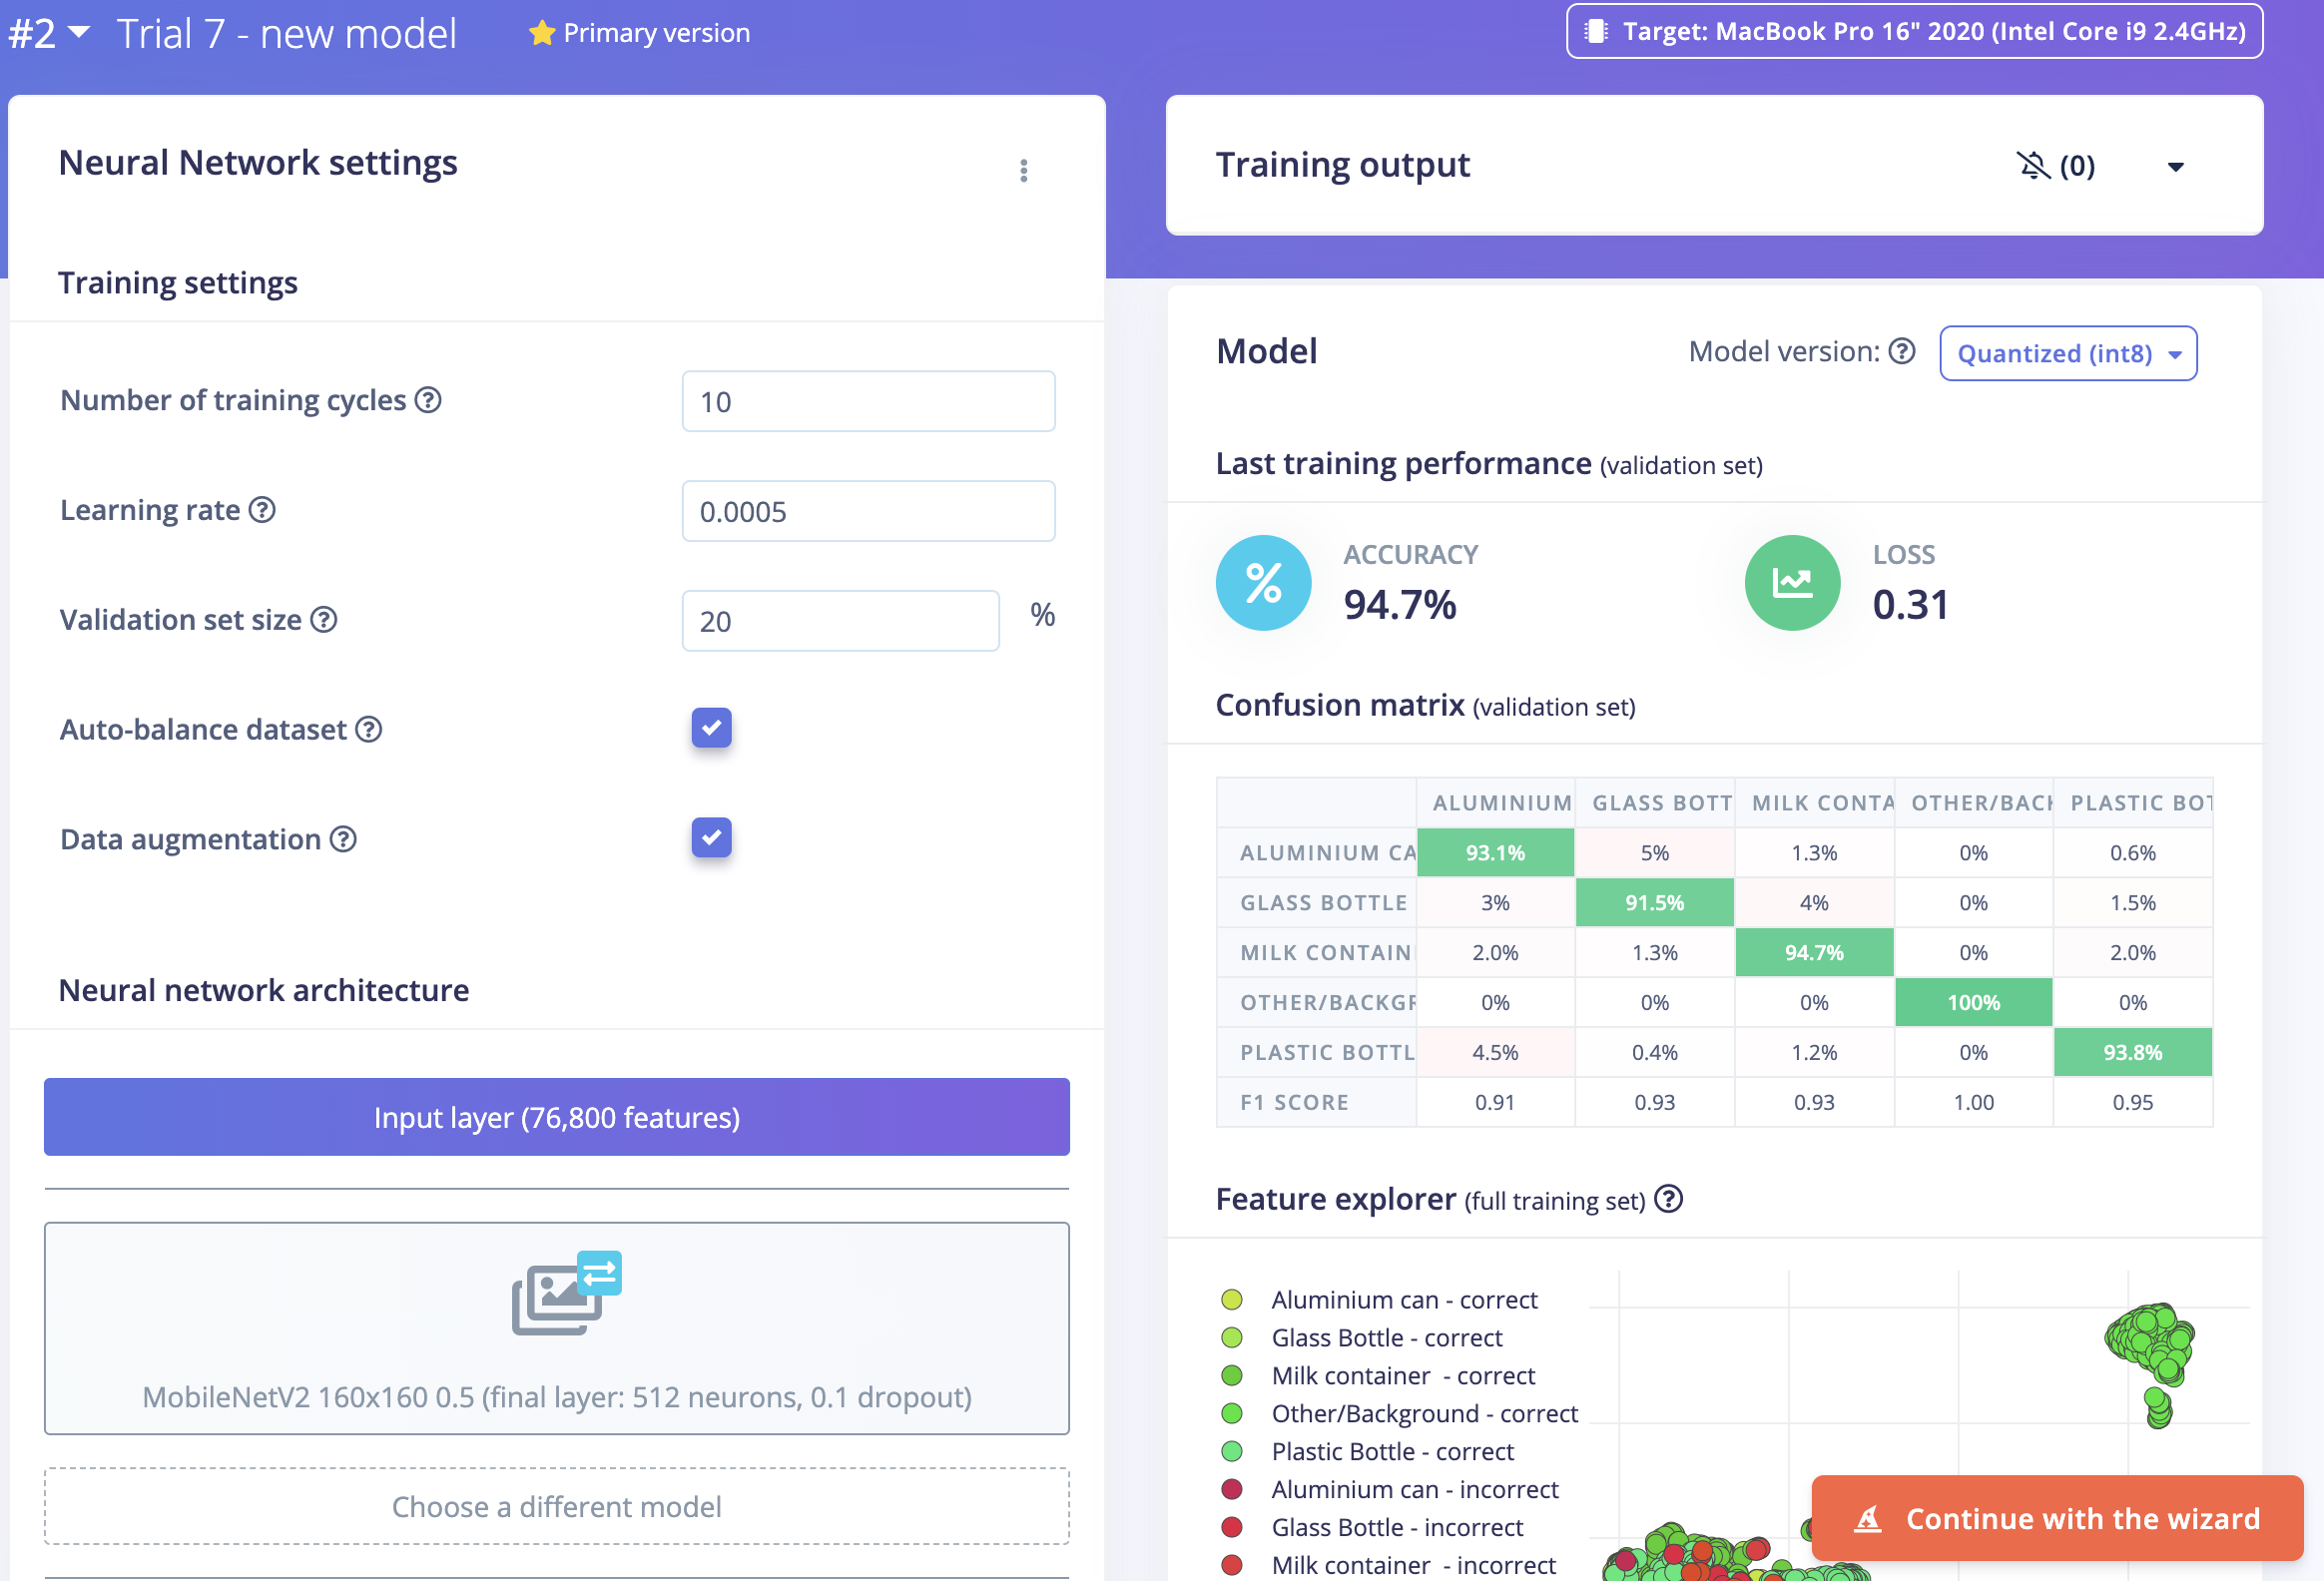 #2 Trial 7 - new model Primary version Target: MacBook Pro 16" 2020 (Intel Core i9 2.4GHz)
Neural Network settings
Training settings
Number of training cycles 10
Learning rate 0.0005
Validation set size 20 %
Auto-balance dataset
Data augmentation
Neural network architecture
Input layer (76,800 features)
MobileNetV2 160x160 0.5 (final layer: 512 neurons, 0.1 dropout)
Choose a different model
Training output (0)
Model Model version: Quantized (int8)
Last training performance (validation set)
% ACCURACY LOSS
94.7% 0.31
Confusion matrix (validation set)
ALUMINIUM GLASS BOTT MILK CONTA OTHER/BACK PLASTIC BOT
ALUMINIUM CA 93.1% 5% 1.3% 0% 0.6%
GLASS BOTTLE 3% 91.5% 4% 0% 1.5%
MILK CONTAIN 2.0% 1.3% 94.7% 0% 2.0%
OTHER/BACKGR 0% 0% 0% 100% 0%
PLASTIC BOTTL 4.5% 0.4% 1.2% 0% 93.8%
F1 SCORE 0.91 0.93 0.93 1.00 0.95
Feature explorer (full training set)
Aluminium can - correct
Glass Bottle - correct
Milk container - correct
Other/Background - correct
Plastic Bottle - correct
Aluminium can - incorrect
Glass Bottle - incorrect
Milk container - incorrect
Continue with the wizard